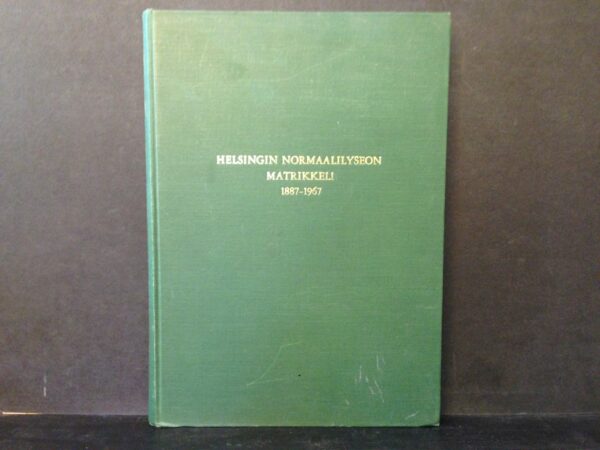 HELSINGIN NORMAALILYSEON
MATRIKKELI
1887-1967